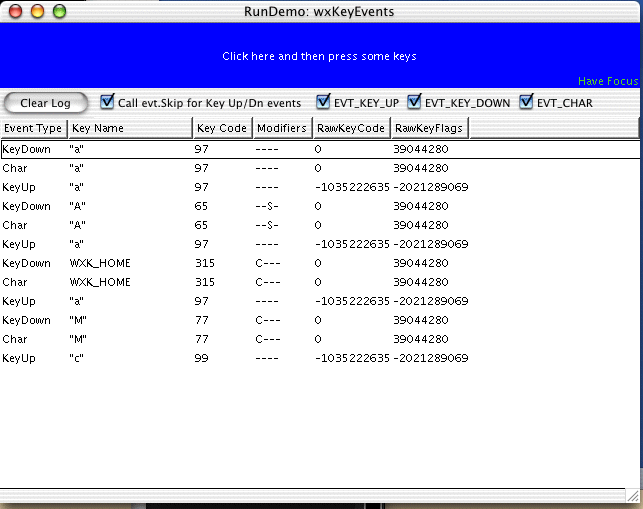 RunDemo: wxKeyEvents
Click here and then press some keys
Have Focus
Clear Log Call evt.Skip for Key Up/Dn events EVT_KEY_UP EVT_KEY_DOWN EVT_CHAR
Event Type Key Name Key Code Modifiers RawKeyCode RawKeyFlags
KeyDown "a" 97 ---- 0 39044280
Char "a" 97 ---- 0 39044280
KeyUp "a" 97 ---- -1035222635 -2021289069
KeyDown "A" 65 --S- 0 39044280
Char "A" 65 --S- 0 39044280
KeyUp "a" 97 ---- -1035222635 -2021289069
KeyDown WXK_HOME 315 C--- 0 39044280
Char WXK_HOME 315 C--- 0 39044280
KeyUp "a" 97 ---- -1035222635 -2021289069
KeyDown "M" 77 C--- 0 39044280
Char "M" 77 C--- 0 39044280
KeyUp "c" 99 ---- -1035222635 -2021289069